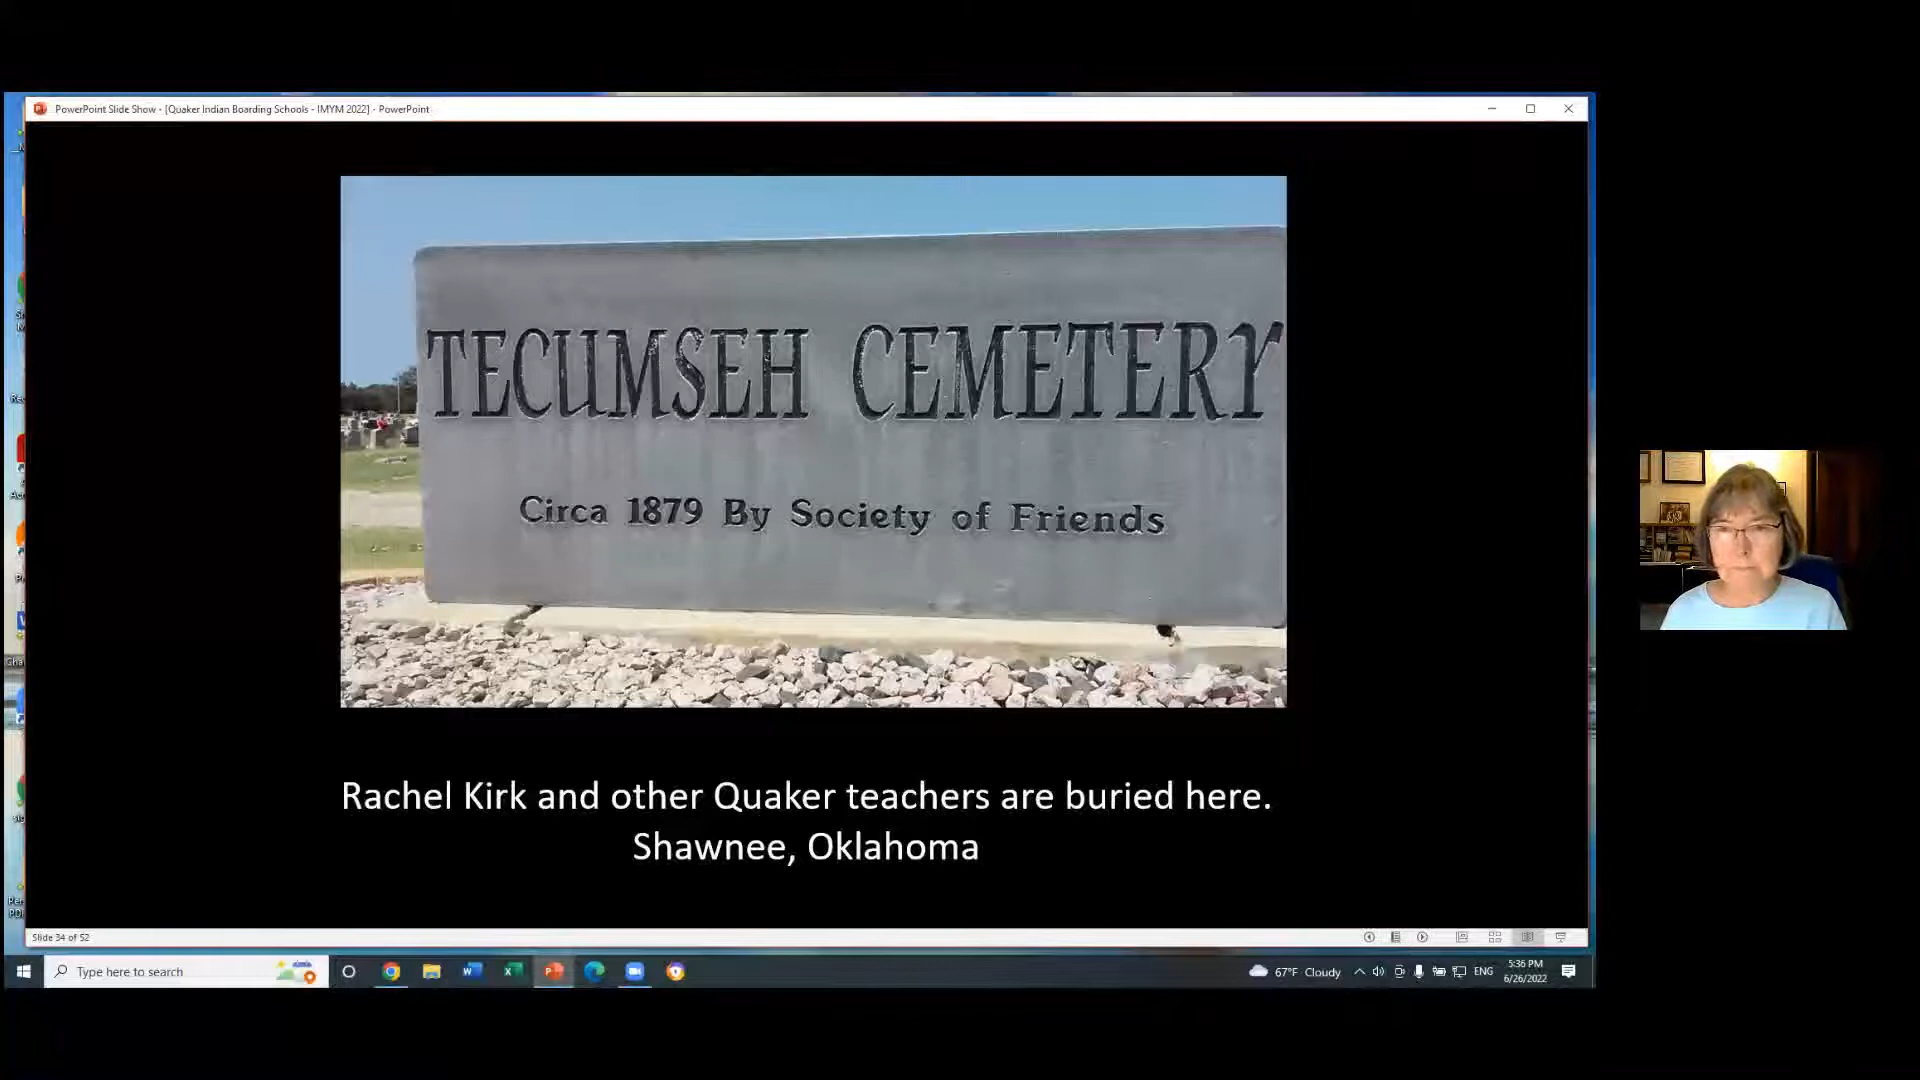 PowerPoint Slide Show - [Quaker Indian Boarding Schools - IMYM 2022] - PowerPoint
TECUMSEH CEMETERY
Circa 1879 By Society of Friends
Rachel Kirk and other Quaker teachers are buried here.
Shawnee, Oklahoma
Slide 34 of 52
Type here to search
67°F Cloudy
ENG
5:36 PM
6/26/2022